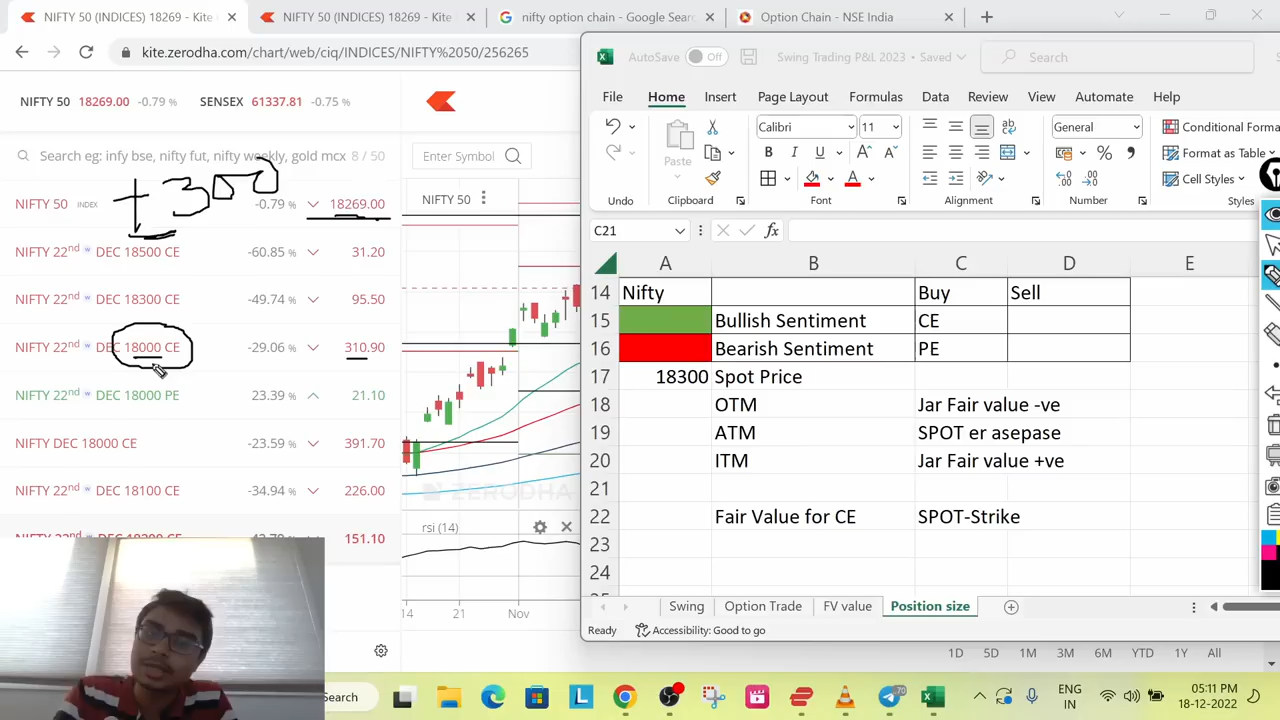 NIFTY 50 (INDICES) 18269 - Kite
NIFTY 50 (INDICES) 18269 - Kite
nifty option chain - Google Sear
Option Chain - NSE India
kite.zerodha.com/chart/web/ciq/INDICES/NIFTY%2050/256265
NIFTY 50 18269.00 -0.79 % SENSEX 61337.81 -0.75 %
Search eg: infy bse, nifty fut, nifty weekly, gold mcx 8 / 50
+300
NIFTY 50 INDEX -0.79 % 18269.00
NIFTY 22nd w DEC 18500 CE -60.85 % 31.20
NIFTY 22nd w DEC 18300 CE -49.74 % 95.50
NIFTY 22nd w DEC 18000 CE -29.06 % 310.90
NIFTY 22nd w DEC 18000 PE 23.39 % 21.10
NIFTY DEC 18000 CE -23.59 % 391.70
NIFTY 22nd w DEC 18100 CE -34.94 % 226.00
151.10
Enter Symbol
NIFTY 50
ZERODHA
rsi (14)
14 21 Nov
AutoSave Off Swing Trading P&L 2023 • Saved Search
File Home Insert Page Layout Formulas Data Review View Automate Help
Calibri 11 General Conditional Forma
Paste B I U Format as Table
Cell Styles
Undo Clipboard Font Alignment Number Styles
C21 fx
A B C D E
14 Nifty Buy Sell
15 Bullish Sentiment CE
16 Bearish Sentiment PE
17 18300 Spot Price
18 OTM Jar Fair value -ve
19 ATM SPOT er asepase
20 ITM Jar Fair value +ve
21
22 Fair Value for CE SPOT-Strike
23
24
Swing Option Trade FV value Position size
Ready Accessibility: Good to go
1D 5D 1M 3M 6M YTD 1Y All
Search
70
ENG
IN
05:11 PM
18-12-2022